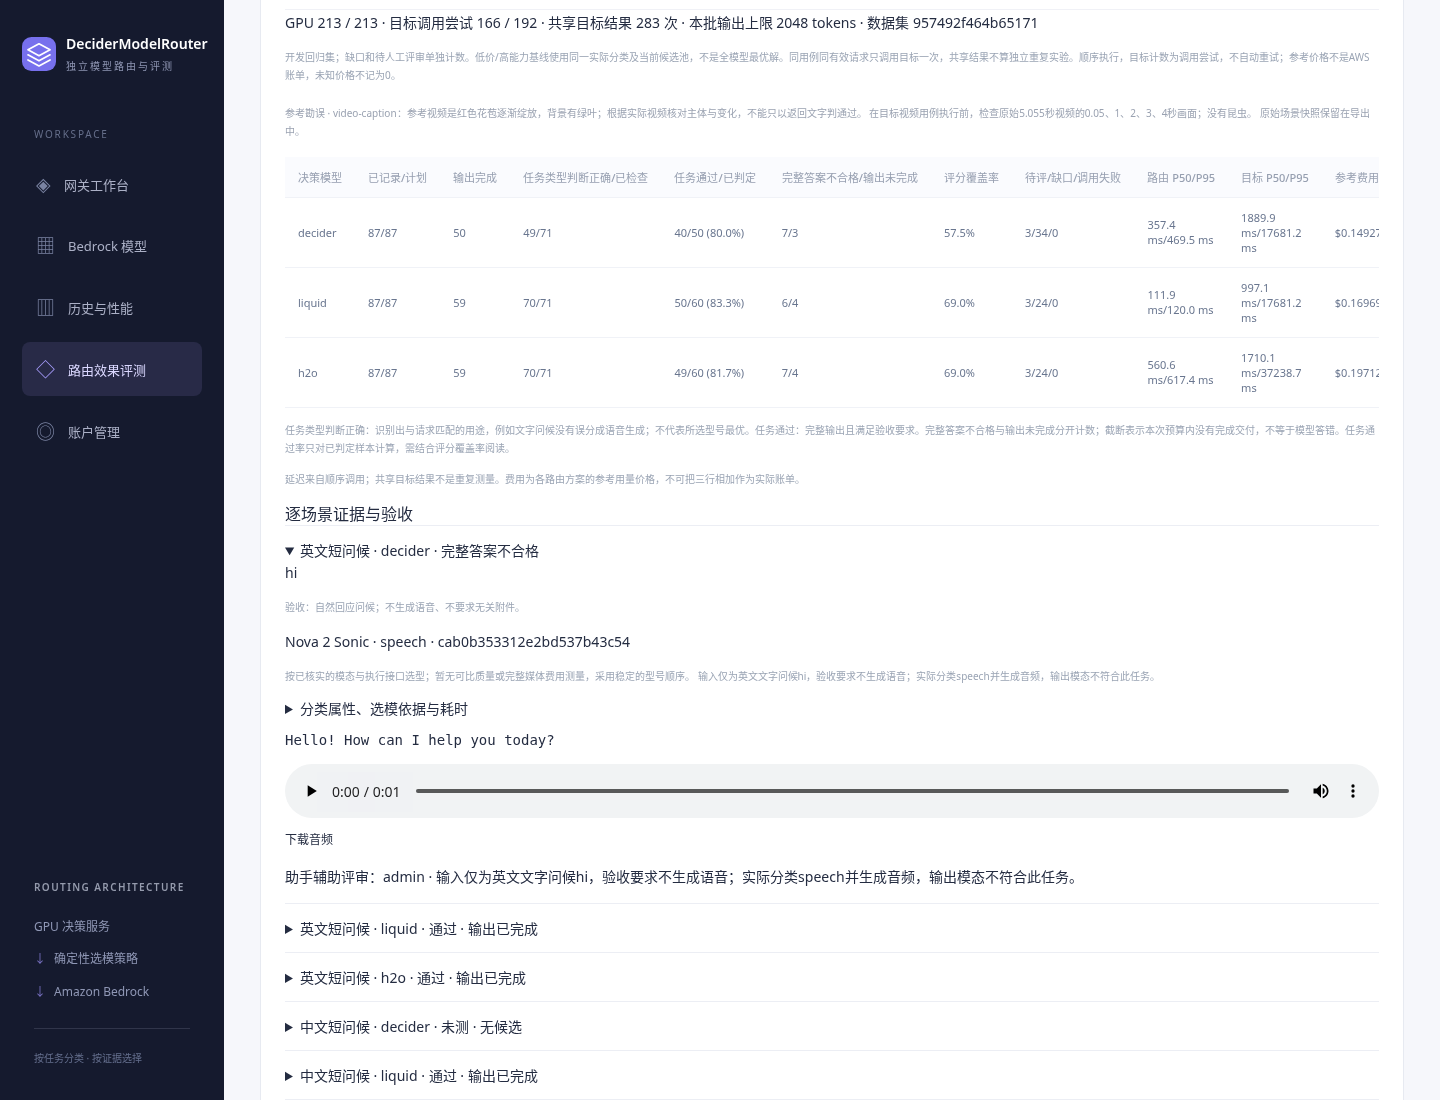 DeciderModelRouter
独立模型路由与评测
WORKSPACE
网关工作台
Bedrock 模型
历史与性能
路由效果评测
账户管理
ROUTING ARCHITECTURE
GPU 决策服务
↓ 确定性选模策略
↓ Amazon Bedrock
按任务分类 · 按证据选择
GPU 213 / 213 · 目标调用尝试 166 / 192 · 共享目标结果 283 次 · 本批输出上限 2048 tokens · 数据集 957492f464b65171
开发回归集；缺口和待人工评审单独计数。低价/高能力基线使用同一实际分类及当前候选池，不是全模型最优解。同用例同有效请求只调用目标一次，共享结果不算独立重复实验。顺序执行，目标计数为调用尝试，不自动重试；参考价格不是AWS
账单，未知价格不记为0。
参考勘误 · video-caption：参考视频是红色花苞逐渐绽放，背景有绿叶；根据实际视频核对主体与变化，不能只以返回文字判通过。 在目标视频用例执行前，检查原始5.055秒视频的0.05、1、2、3、4秒画面；没有昆虫。 原始场景快照保留在导出
中。
决策模型 已记录/计划 输出完成 任务类型判断正确/已检查 任务通过/已判定 完整答案不合格/输出未完成 评分覆盖率 待评/缺口/调用失败 路由 P50/P95 目标 P50/P95 参考费用
decider 87/87 50 49/71 40/50 (80.0%) 7/3 57.5% 3/34/0 357.4 ms/469.5 ms 1889.9 ms/17681.2 ms $0.14927
liquid 87/87 59 70/71 50/60 (83.3%) 6/4 69.0% 3/24/0 111.9 ms/120.0 ms 997.1 ms/17681.2 ms $0.16969
h2o 87/87 59 70/71 49/60 (81.7%) 7/4 69.0% 3/24/0 560.6 ms/617.4 ms 1710.1 ms/37238.7 ms $0.19712
任务类型判断正确：识别出与请求匹配的用途，例如文字问候没有误分成语音生成；不代表所选型号最优。任务通过：完整输出且满足验收要求。完整答案不合格与输出未完成分开计数；截断表示本次预算内没有完成交付，不等于模型答错。任务通
过率只对已判定样本计算，需结合评分覆盖率阅读。
延迟来自顺序调用；共享目标结果不是重复测量。费用为各路由方案的参考用量价格，不可把三行相加作为实际账单。
逐场景证据与验收
▼ 英文短问候 · decider · 完整答案不合格
hi
验收：自然回应问候；不生成语音、不要求无关附件。
Nova 2 Sonic · speech · cab0b353312e2bd537b43c54
按已核实的模态与执行接口选型；暂无可比质量或完整媒体费用测量，采用稳定的型号顺序。 输入仅为英文文字问候hi，验收要求不生成语音；实际分类speech并生成音频，输出模态不符合此任务。
▶ 分类属性、选模依据与耗时
Hello! How can I help you today?
0:00 / 0:01
下载音频
助手辅助评审：admin · 输入仅为英文文字问候hi，验收要求不生成语音；实际分类speech并生成音频，输出模态不符合此任务。
▶ 英文短问候 · liquid · 通过 · 输出已完成
▶ 英文短问候 · h2o · 通过 · 输出已完成
▶ 中文短问候 · decider · 未测 · 无候选
▶ 中文短问候 · liquid · 通过 · 输出已完成